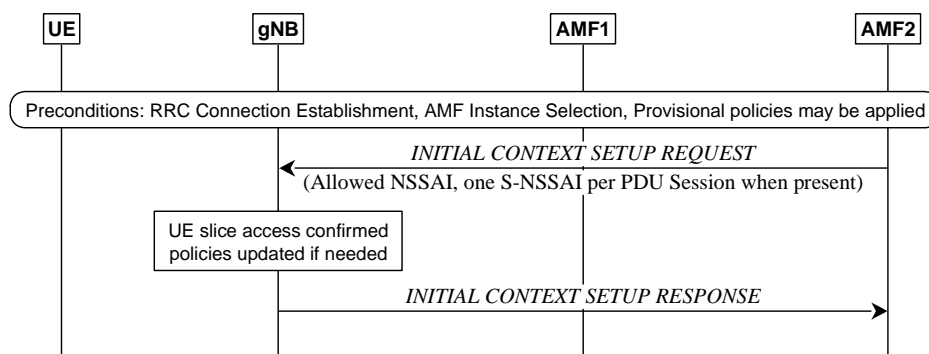 UE gNB AMF1 AMF2
Preconditions: RRC Connection Establishment, AMF Instance Selection, Provisional policies may be applied
INITIAL CONTEXT SETUP REQUEST
(Allowed NSSAI, one S-NSSAI per PDU Session when present)
UE slice access confirmed
policies updated if needed
INITIAL CONTEXT SETUP RESPONSE